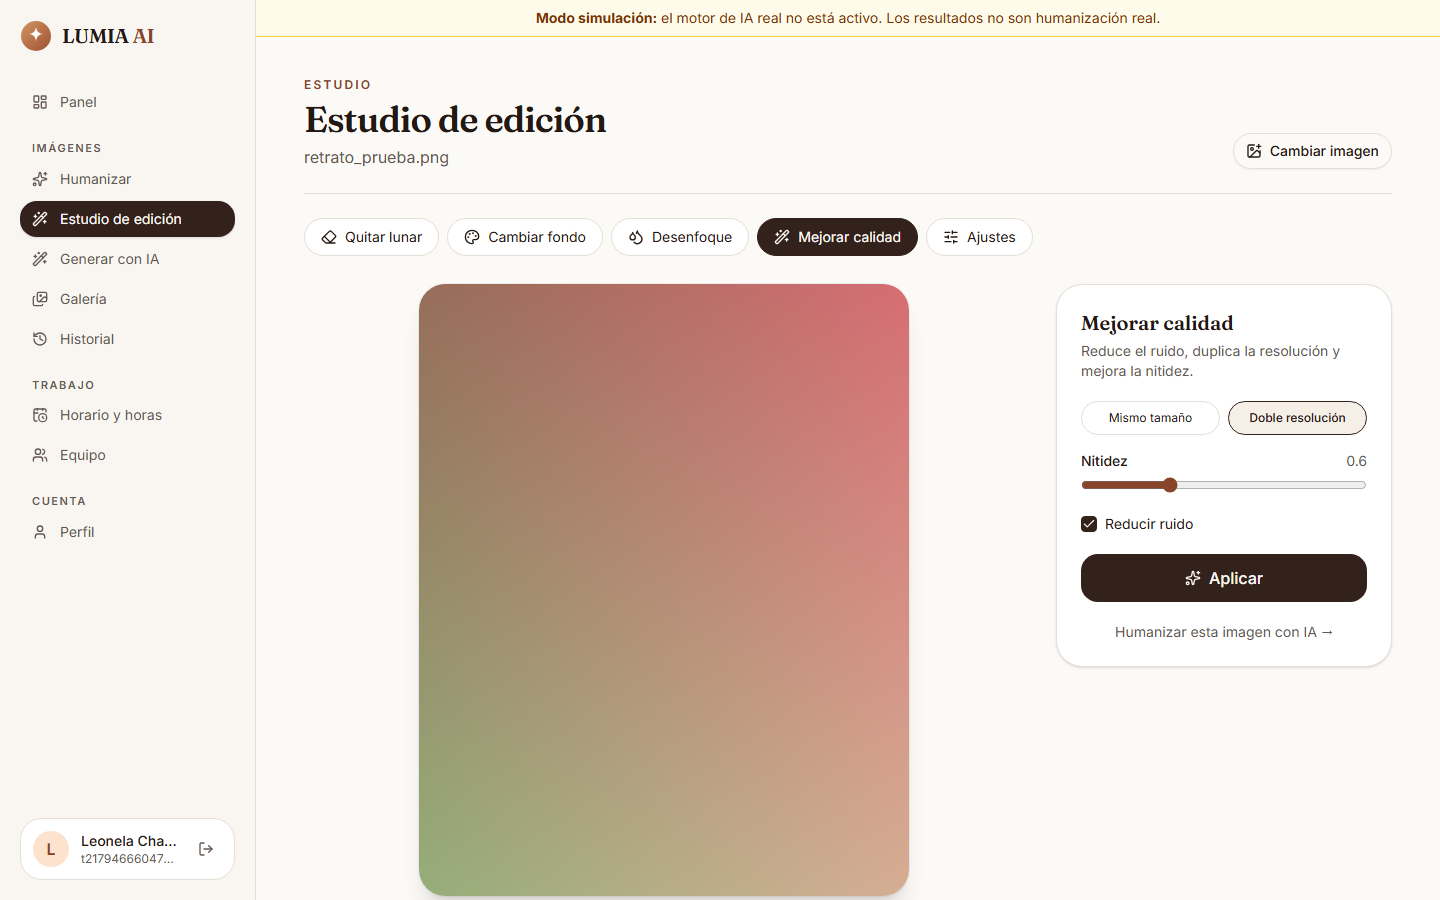 LUMIA AI
Panel
IMÁGENES
Humanizar
Estudio de edición
Generar con IA
Galería
Historial
TRABAJO
Horario y horas
Equipo
CUENTA
Perfil
L
Leonela Cha...
t21794666047...
Modo simulación: el motor de IA real no está activo. Los resultados no son humanización real.
ESTUDIO
Estudio de edición
retrato_prueba.png
Cambiar imagen
Quitar lunar
Cambiar fondo
Desenfoque
Mejorar calidad
Ajustes
Mejorar calidad
Reduce el ruido, duplica la resolución y
mejora la nitidez.
Mismo tamaño
Doble resolución
Nitidez 0.6
Reducir ruido
Aplicar
Humanizar esta imagen con IA →